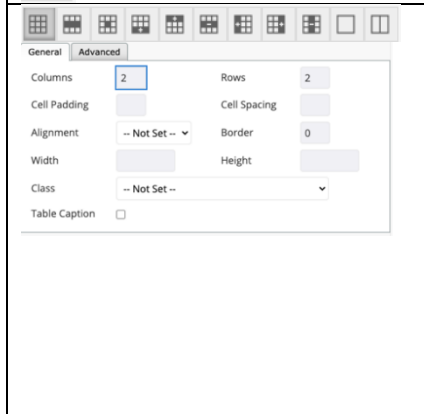 General Advanced
Columns 2 Rows 2
Cell Padding Cell Spacing
Alignment -- Not Set -- Border 0
Width Height
Class -- Not Set --
Table Caption